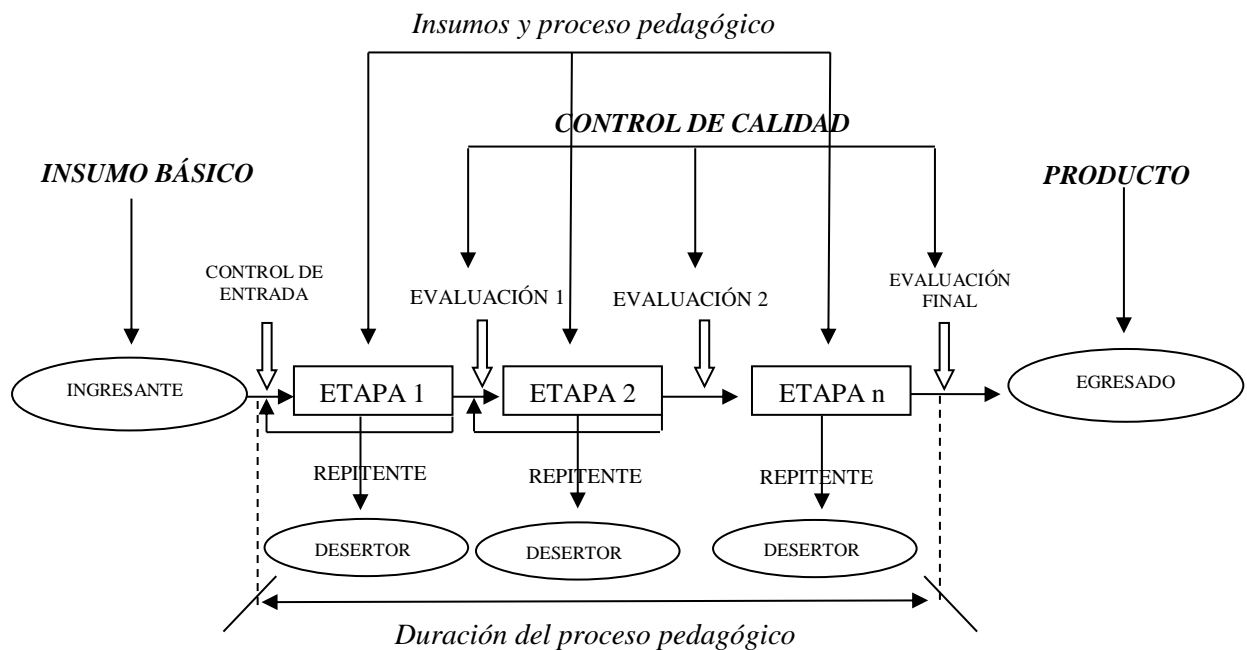 Insumos y proceso pedagógico
CONTROL DE CALIDAD
INSUMO BÁSICO
PRODUCTO
CONTROL DE
ENTRADA
EVALUACIÓN 1
EVALUACIÓN 2
EVALUACIÓN
FINAL
INGRESANTE
ETAPA 1
ETAPA 2
ETAPA n
EGRESADO
REPITENTE
REPITENTE
REPITENTE
DESERTOR
DESERTOR
DESERTOR
Duración del proceso pedagógico